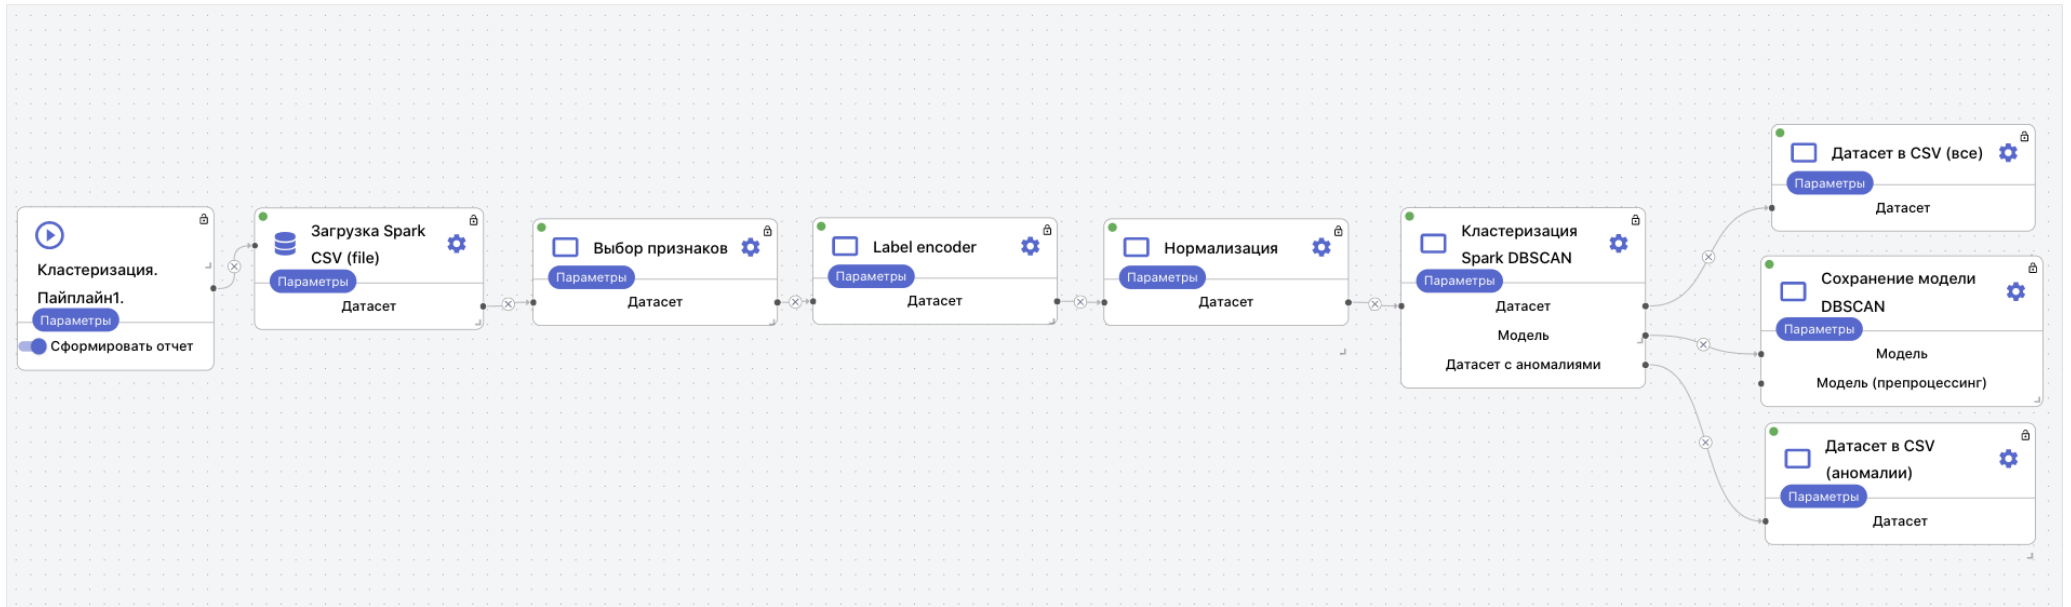 Кластеризация.
Пайплайн1.
Параметры
Сформировать отчет
Загрузка Spark
CSV (file)
Параметры
Датасет
Выбор признаков
Параметры
Датасет
Label encoder
Параметры
Датасет
Нормализация
Параметры
Датасет
Кластеризация
Spark DBSCAN
Параметры
Датасет
Модель
Датасет с аномалиями
Датасет в CSV (все)
Параметры
Датасет
Сохранение модели
DBSCAN
Параметры
Модель
Модель (препроцессинг)
Датасет в CSV
(аномалии)
Параметры
Датасет